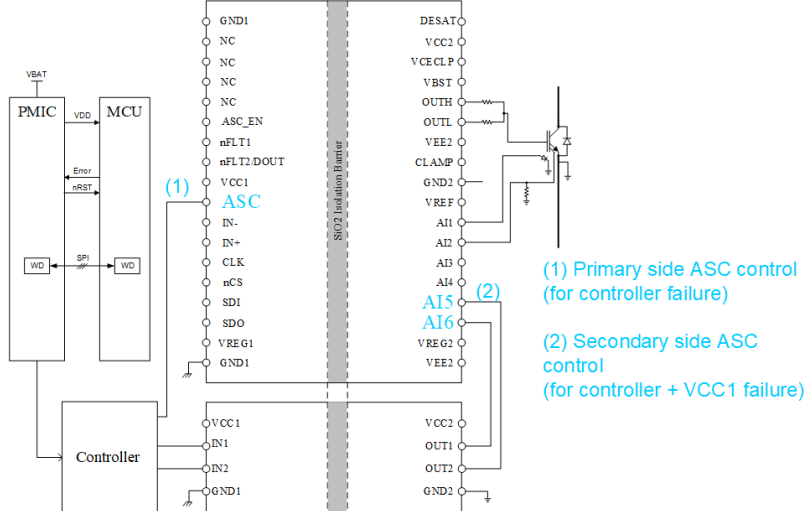 VBAT
PMIC
MCU
VDD
Error
nRST
WD
SPI
WD
Controller
(1)
GND1
NC
NC
NC
NC
ASC_EN
nFLT1
nFLT2/DOUT
VCC1
ASC
IN-
IN+
CLK
nCS
SDI
SDO
VREG1
GND1
SiO2 Isolation Barrier
DESAT
VCC2
VCECLP
VBST
OUTH
OUTL
VEE2
CLAMP
GND2
VREF
AI1
AI2
AI3
AI4
AI5
AI6
VREG2
VEE2
(2)
VCC1
IN1
IN2
GND1
VCC2
OUT1
OUT2
GND2
(1) Primary side ASC control
(for controller failure)
(2) Secondary side ASC
control
(for controller + VCC1 failure)